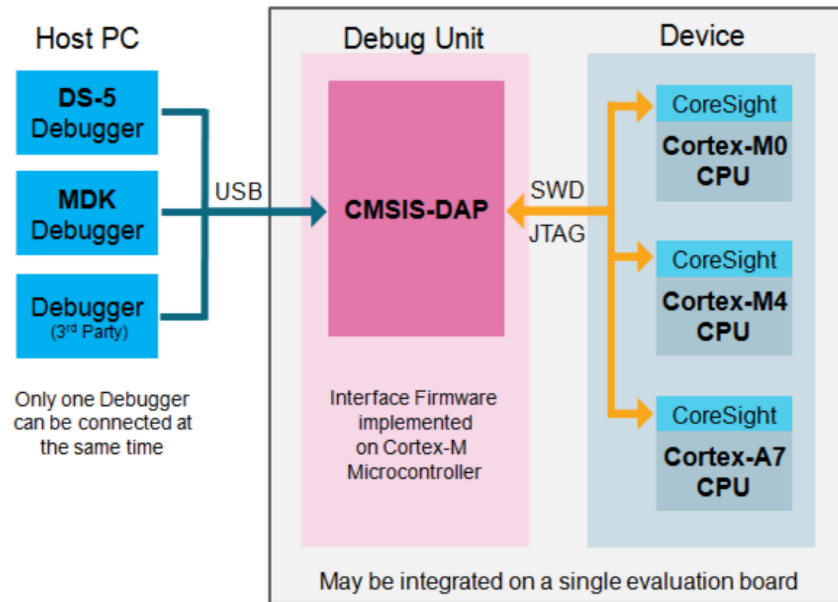 Host PC
DS-5
Debugger
MDK
Debugger
Debugger
(3rd Party)
Only one Debugger
can be connected at
the same time
USB
Debug Unit
CMSIS-DAP
Interface Firmware
implemented
on Cortex-M
Microcontroller
SWD
JTAG
Device
CoreSight
Cortex-M0
CPU
CoreSight
Cortex-M4
CPU
CoreSight
Cortex-A7
CPU
May be integrated on a single evaluation board